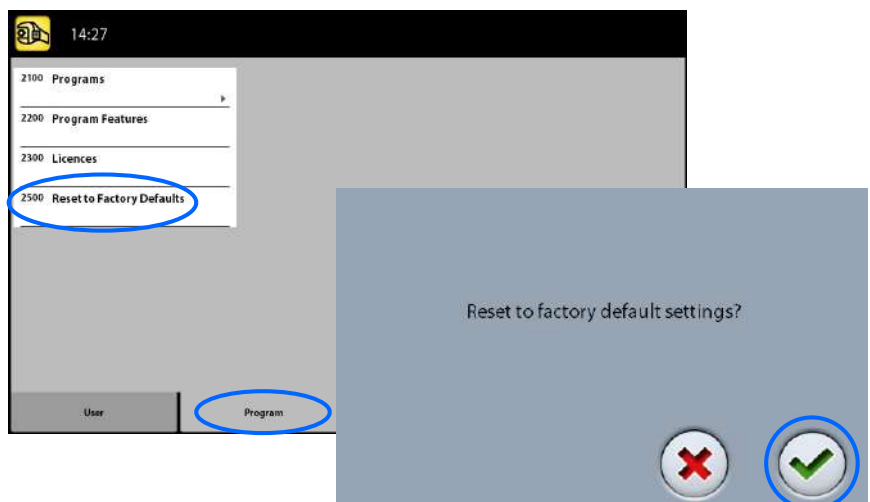 14:27
2100 Programs
2200 Program Features
2300 Licences
2500 Reset to Factory Defaults
Reset to factory default settings?
User
Program